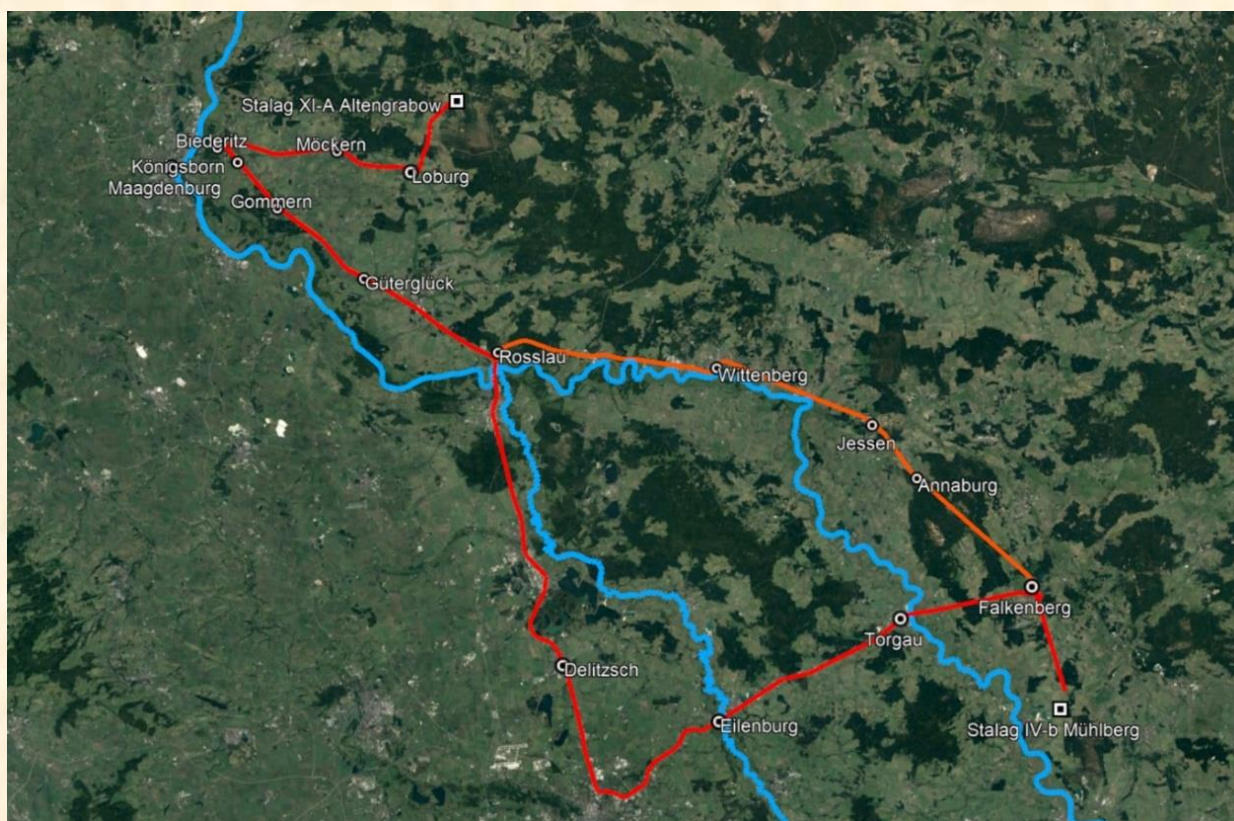 Stalag XI-A Altengrabow
Biederitz
Möckern
Königsborn
Loburg
Maagdenburg
Gommern
Güterglück
Rosslau
Wittenberg
Jessen
Annaburg
Falkenberg
Torgau
Delitzsch
Eilenburg
Stalag IV-b Mühlberg